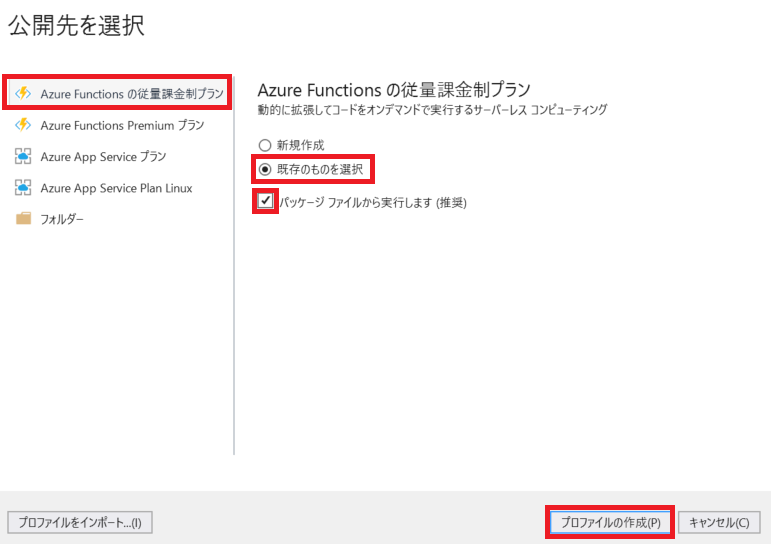 公開先を選択
Azure Functions の従量課金制プラン
Azure Functions Premium プラン
Azure App Service プラン
Azure App Service Plan Linux
フォルダー
Azure Functions の従量課金制プラン
動的に拡張してコードをオンデマンドで実行するサーバーレス コンピューティング
新規作成
既存のものを選択
パッケージ ファイルから実行します (推奨)
プロファイルをインポート...(I)
プロファイルの作成(P)
キャンセル(C)